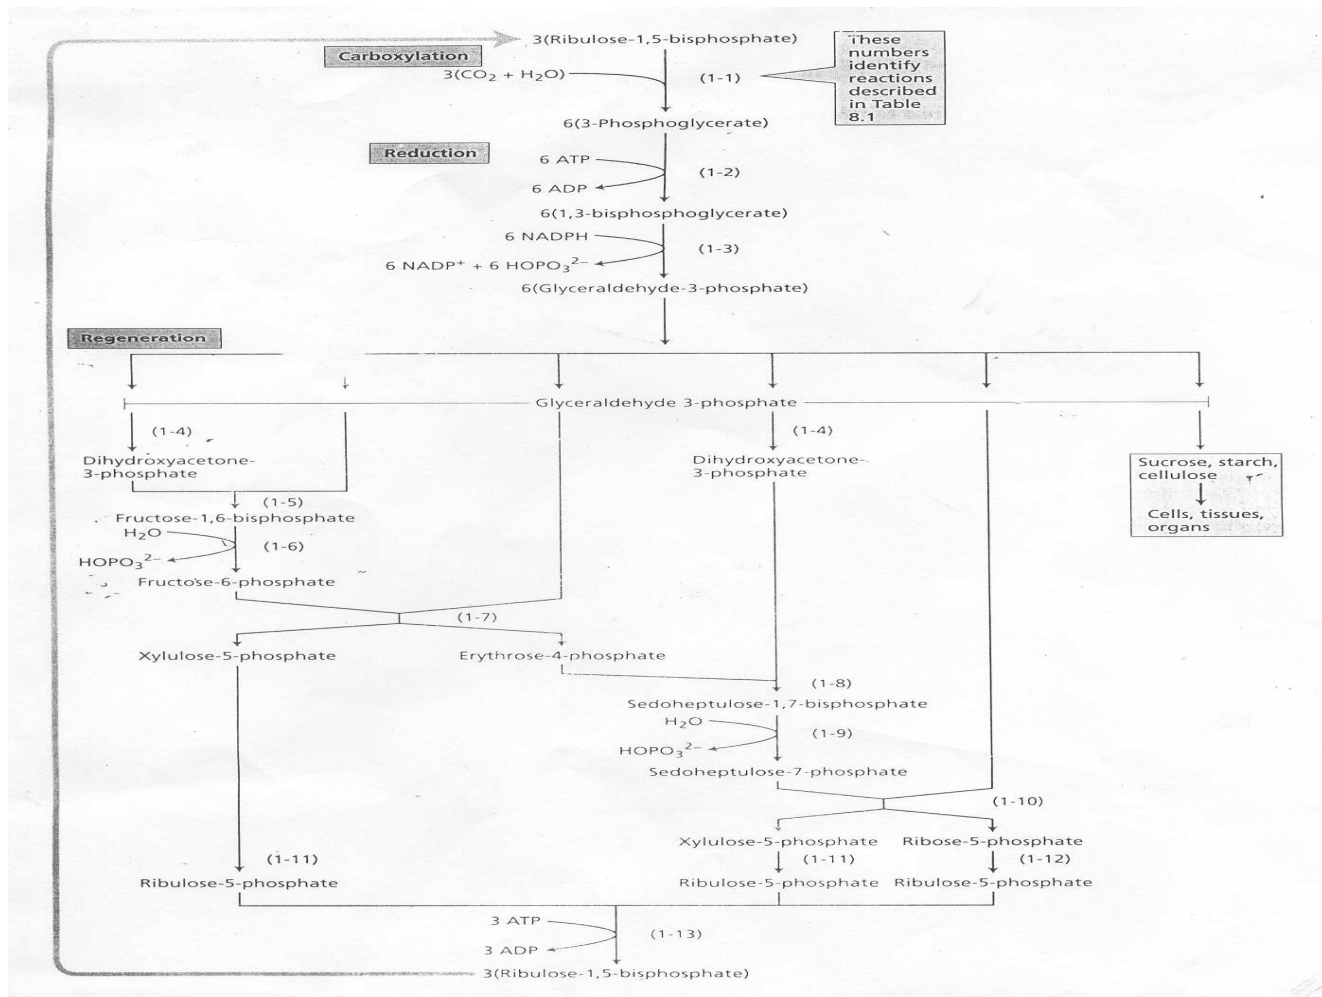 3(Ribulose-1,5-bisphosphate)
Carboxylation
3(CO₂ + H₂O)
(1-1)
These
numbers
identify
reactions
described
in Table
8.1
6(3-Phosphoglycerate)
Reduction
6 ATP
(1-2)
6 ADP
6(1,3-bisphosphoglycerate)
6 NADPH
(1-3)
6 NADP⁺ + 6 HOPO₃²⁻
6(Glyceraldehyde-3-phosphate)
Regeneration
Glyceraldehyde 3-phosphate
(1-4)
(1-4)
Dihydroxyacetone-
3-phosphate
Dihydroxyacetone-
3-phosphate
Sucrose, starch,
cellulose
Cells, tissues,
organs
(1-5)
Fructose-1,6-bisphosphate
H₂O
(1-6)
HOPO₃²⁻
Fructose-6-phosphate
(1-7)
Xylulose-5-phosphate
Erythrose-4-phosphate
(1-8)
Sedoheptulose-1,7-bisphosphate
H₂O
(1-9)
HOPO₃²⁻
Sedoheptulose-7-phosphate
(1-10)
Xylulose-5-phosphate
Ribose-5-phosphate
(1-11)
(1-11)
(1-12)
Ribulose-5-phosphate
Ribulose-5-phosphate
Ribulose-5-phosphate
3 ATP
(1-13)
3 ADP
3(Ribulose-1,5-bisphosphate)